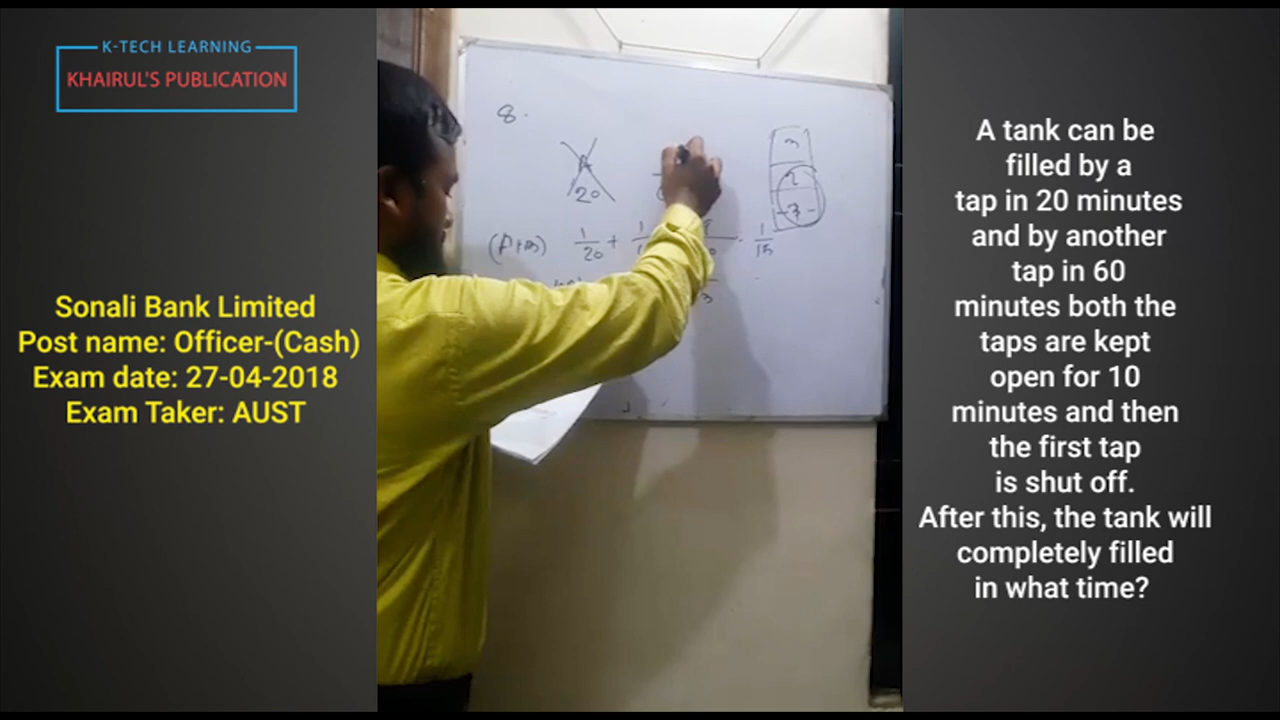 K-TECH LEARNING
KHAIRUL'S PUBLICATION
Sonali Bank Limited
Post name: Officer-(Cash)
Exam date: 27-04-2018
Exam Taker: AUST
8.
20
1/20 +
1/15
A tank can be
filled by a
tap in 20 minutes
and by another
tap in 60
minutes both the
taps are kept
open for 10
minutes and then
the first tap
is shut off.
After this, the tank will
completely filled
in what time?